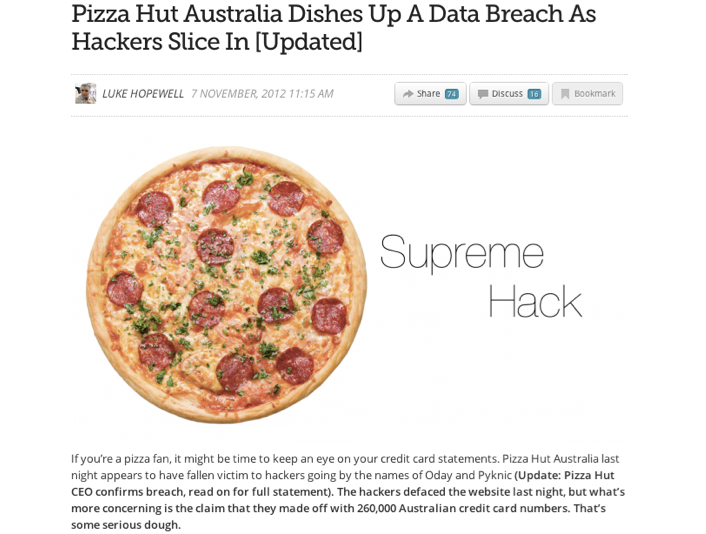 Pizza Hut Australia Dishes Up A Data Breach As
Hackers Slice In [Updated]
LUKE HOPEWELL 7 NOVEMBER, 2012 11:15 AM
Share 74 Discuss 16 Bookmark
Supreme
Hack
If you're a pizza fan, it might be time to keep an eye on your credit card statements. Pizza Hut Australia last
night appears to have fallen victim to hackers going by the names of Oday and Pyknic (Update: Pizza Hut
CEO confirms breach, read on for full statement). The hackers defaced the website last night, but what's
more concerning is the claim that they made off with 260,000 Australian credit card numbers. That's
some serious dough.